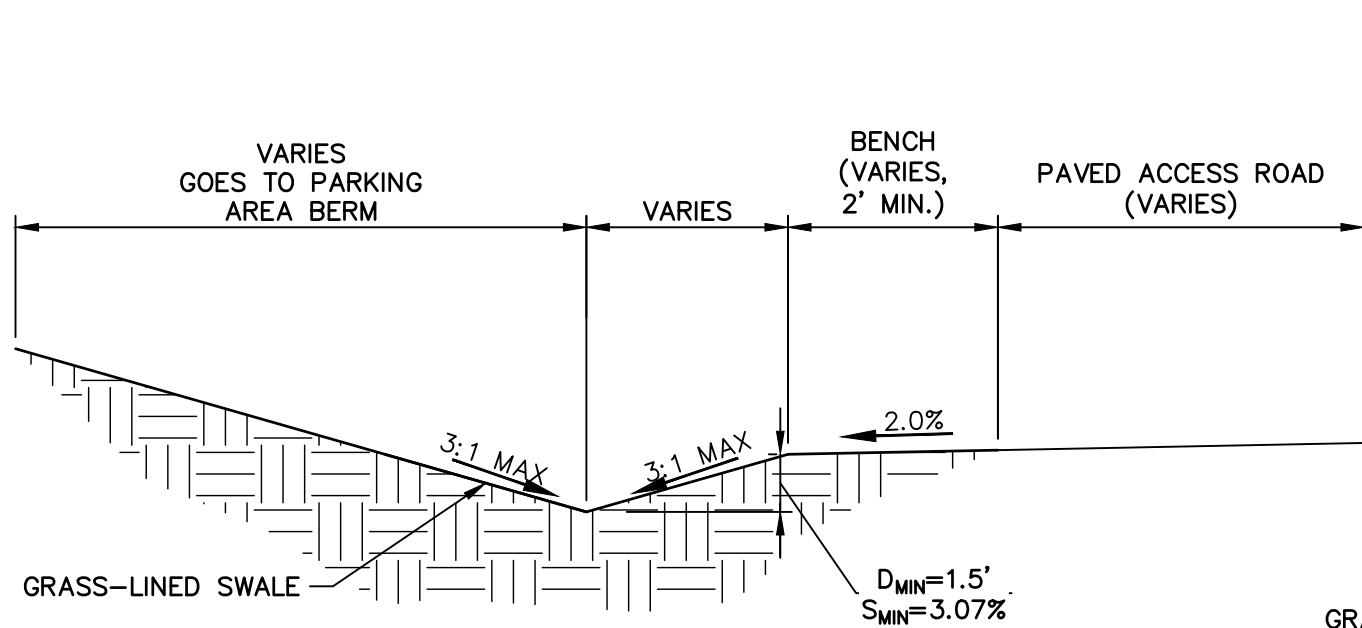 VARIES
GOES TO PARKING
AREA BERM
VARIES
BENCH
(VARIES,
2' MIN.)
PAVED ACCESS ROAD
(VARIES)
3:1 MAX
3:1 MAX
2.0%
GRASS-LINED SWALE
DMIN=1.5'
SMIN=3.07%